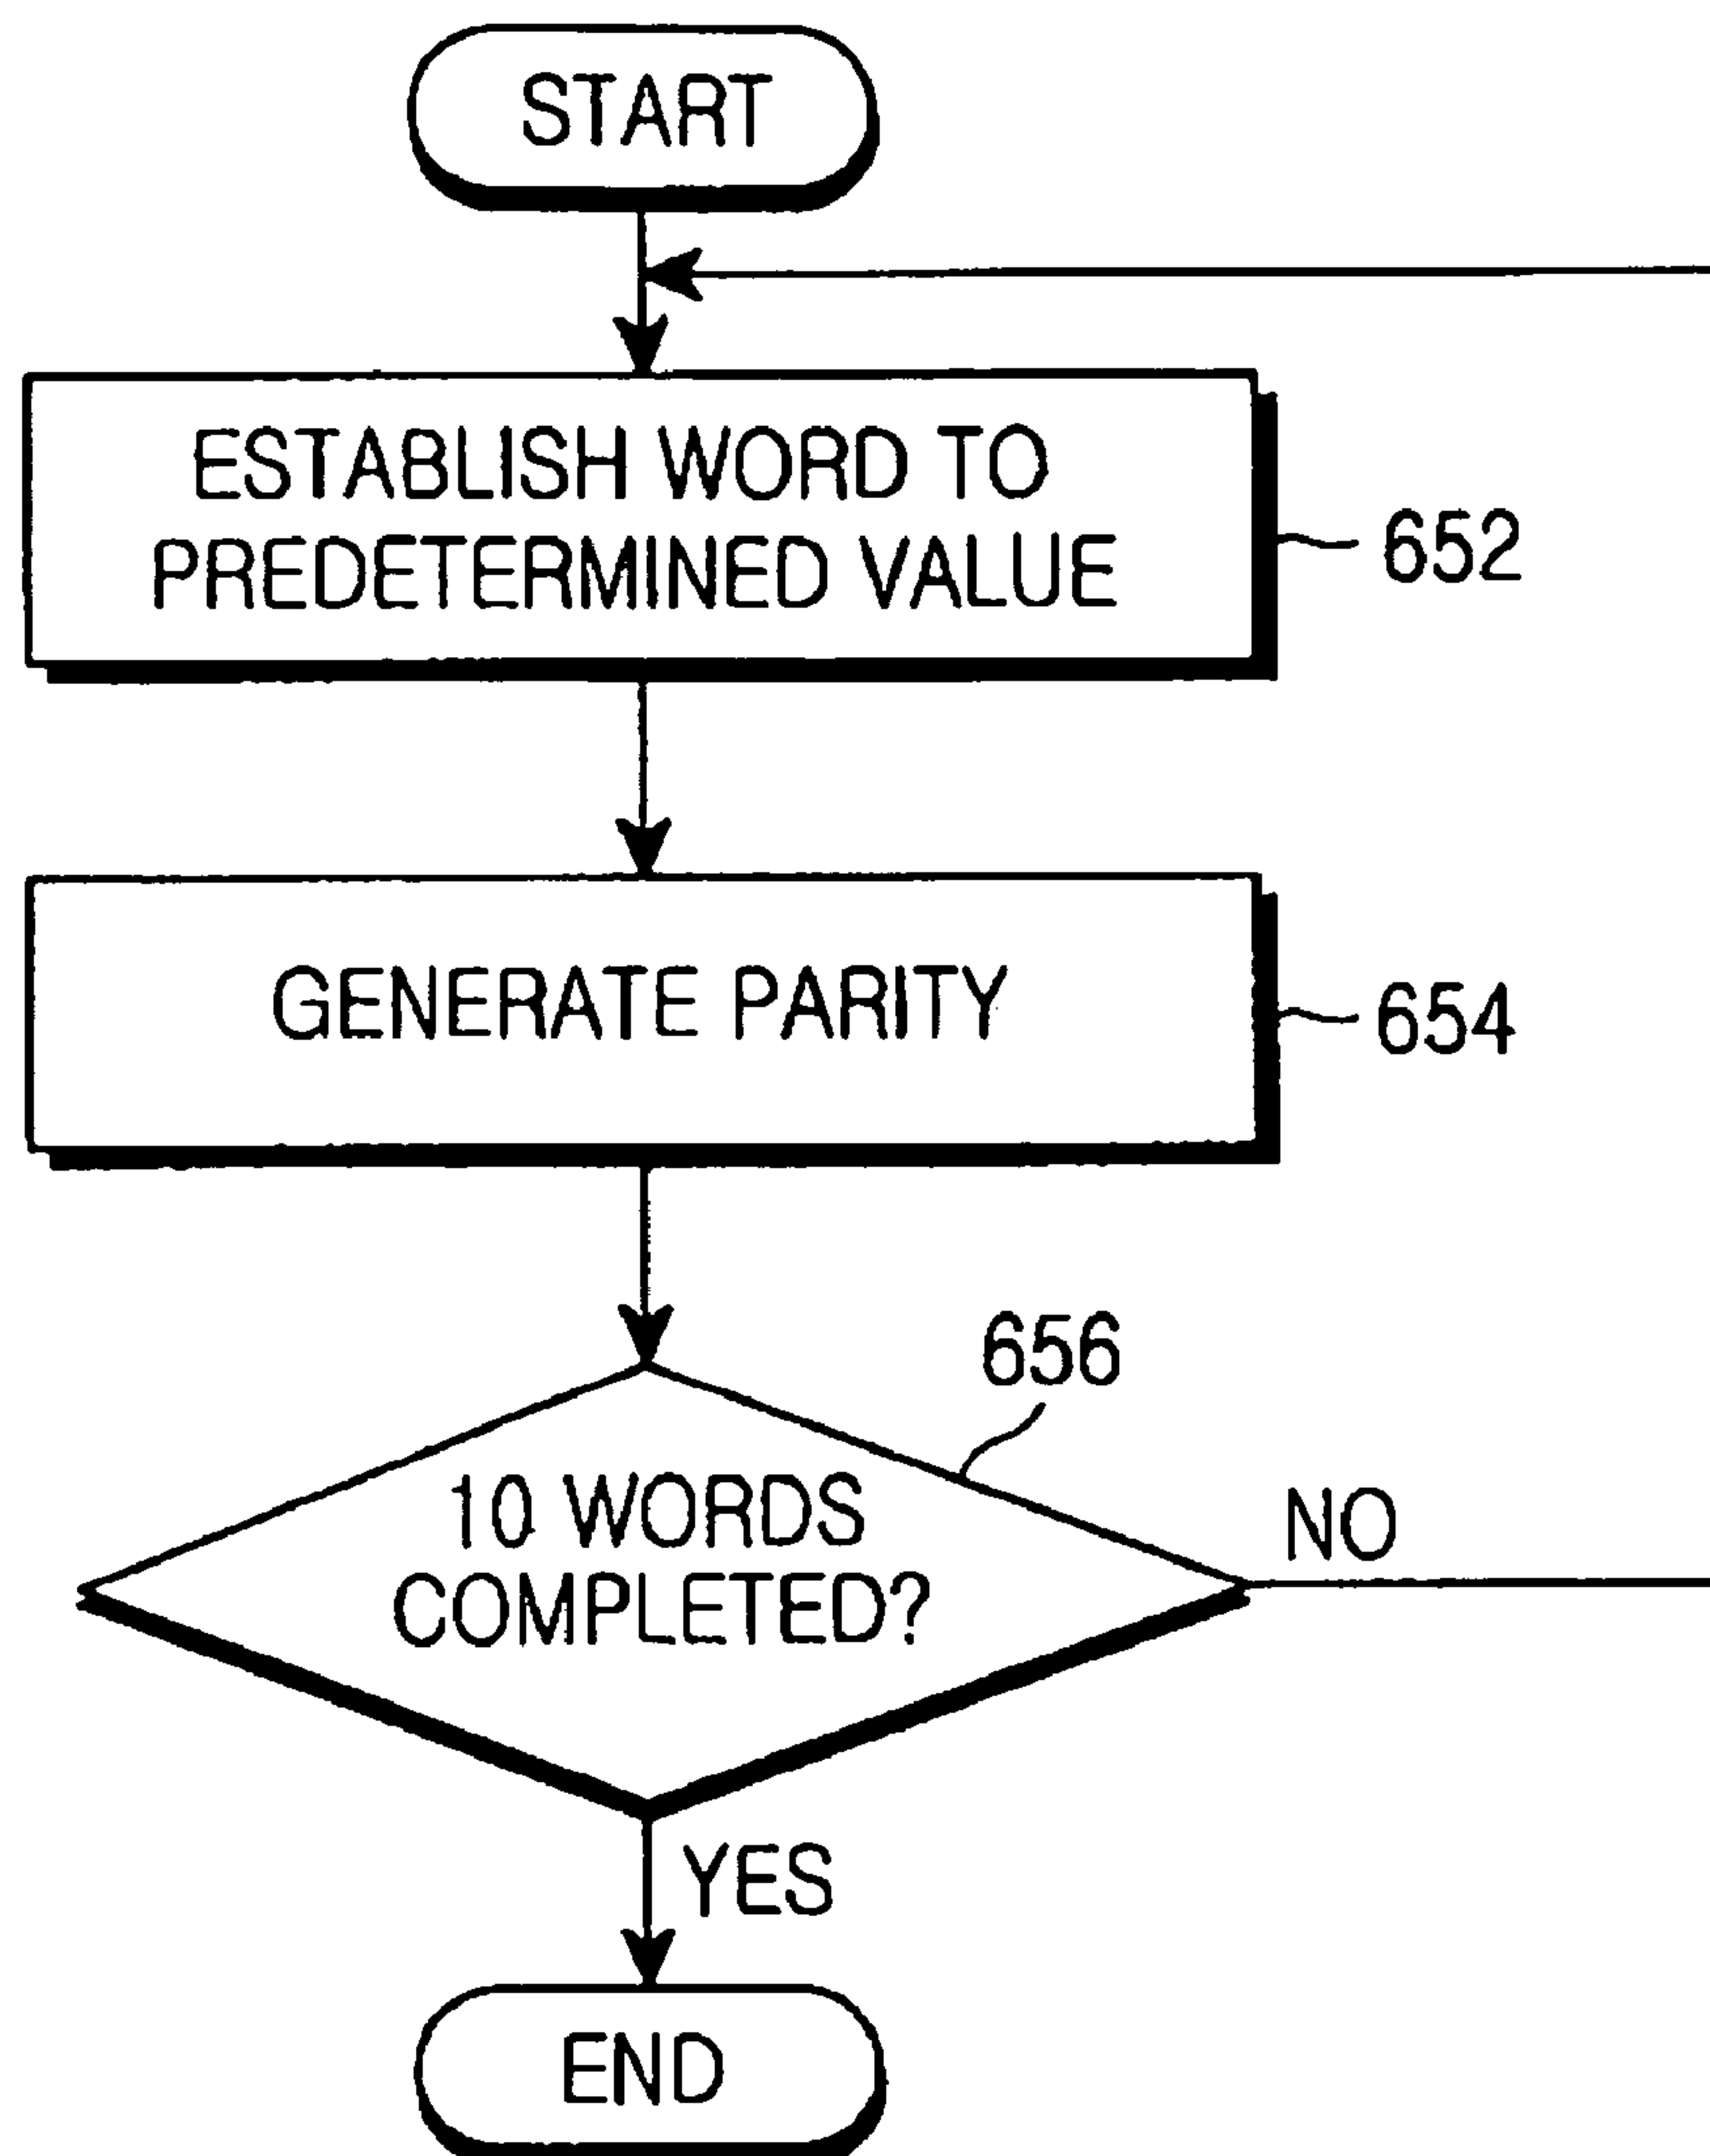 START
ESTABLISH WORD TO
PREDETERMINED VALUE
652
GENERATE PARITY
654
656
10 WORDS
COMPLETED?
NO
YES
END